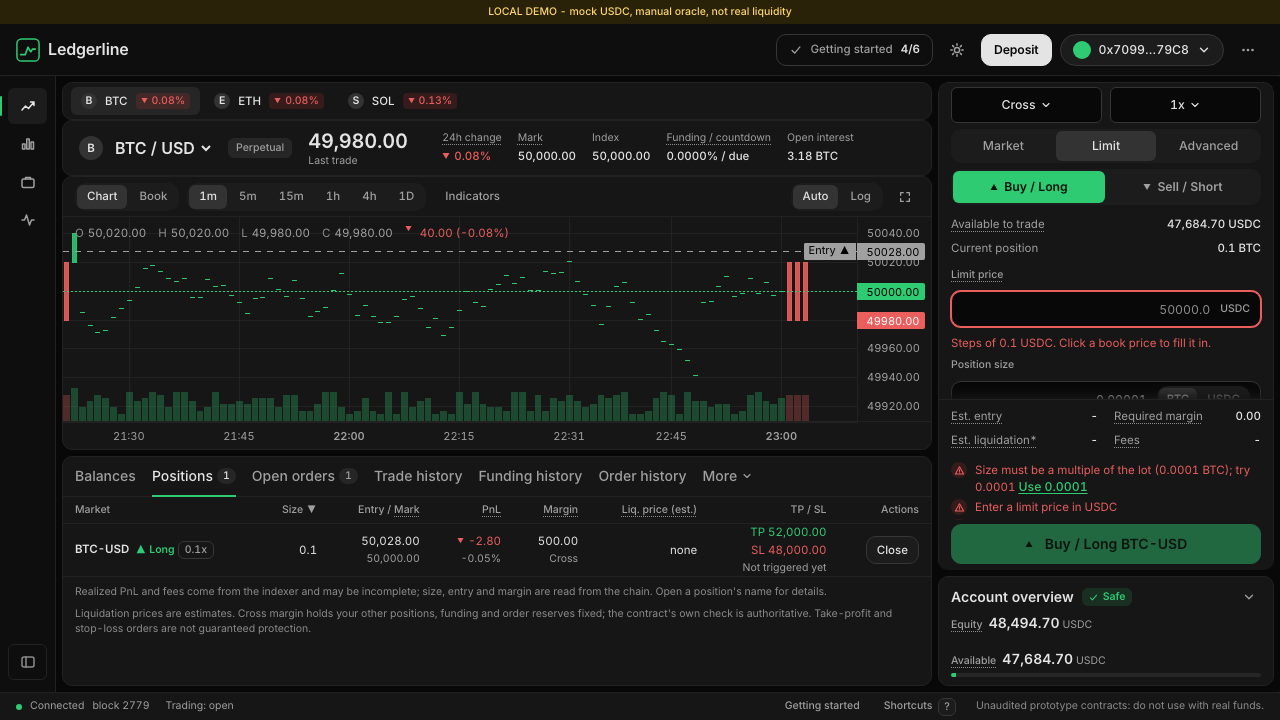 LOCAL DEMO - mock USDC, manual oracle, not real liquidity
Ledgerline
Getting started 4/6
Deposit
0x7099...79C8
B BTC 0.08%
E ETH 0.08%
S SOL 0.13%
B BTC / USD Perpetual
49,980.00
Last trade
24h change
0.08%
Mark
50,000.00
Index
50,000.00
Funding / countdown
0.0000% / due
Open interest
3.18 BTC
Chart Book 1m 5m 15m 1h 4h 1D Indicators Auto Log
O 50,020.00 H 50,020.00 L 49,980.00 C 49,980.00 40.00 (-0.08%)
50040.00
Entry ▲ 50028.00
50020.00
50000.00
49980.00
49960.00
49940.00
49920.00
21:30 21:45 22:00 22:15 22:31 22:45 23:00
Balances Positions 1 Open orders 1 Trade history Funding history Order history More
Market Size ▼ Entry / Mark PnL Margin Liq. price (est.) TP / SL Actions
BTC-USD ▲ Long 0.1x 0.1 50,028.00 ▼ -2.80 500.00 none TP 52,000.00 Close
50,000.00 -0.05% Cross SL 48,000.00
Not triggered yet
Realized PnL and fees come from the indexer and may be incomplete; size, entry and margin are read from the chain. Open a position's name for details.
Liquidation prices are estimates. Cross margin holds your other positions, funding and order reserves fixed; the contract's own check is authoritative. Take-profit and
stop-loss orders are not guaranteed protection.
Cross 1x
Market Limit Advanced
▲ Buy / Long ▼ Sell / Short
Available to trade 47,684.70 USDC
Current position 0.1 BTC
Limit price
50000.0 USDC
Steps of 0.1 USDC. Click a book price to fill it in.
Position size
0.00001 BTC USDC
Est. entry - Required margin 0.00
Est. liquidation* - Fees -
Size must be a multiple of the lot (0.0001 BTC); try
0.0001 Use 0.0001
Enter a limit price in USDC
▲ Buy / Long BTC-USD
Account overview Safe
Equity 48,494.70 USDC
Available 47,684.70 USDC
Connected block 2779 Trading: open
Getting started Shortcuts ? Unaudited prototype contracts: do not use with real funds.